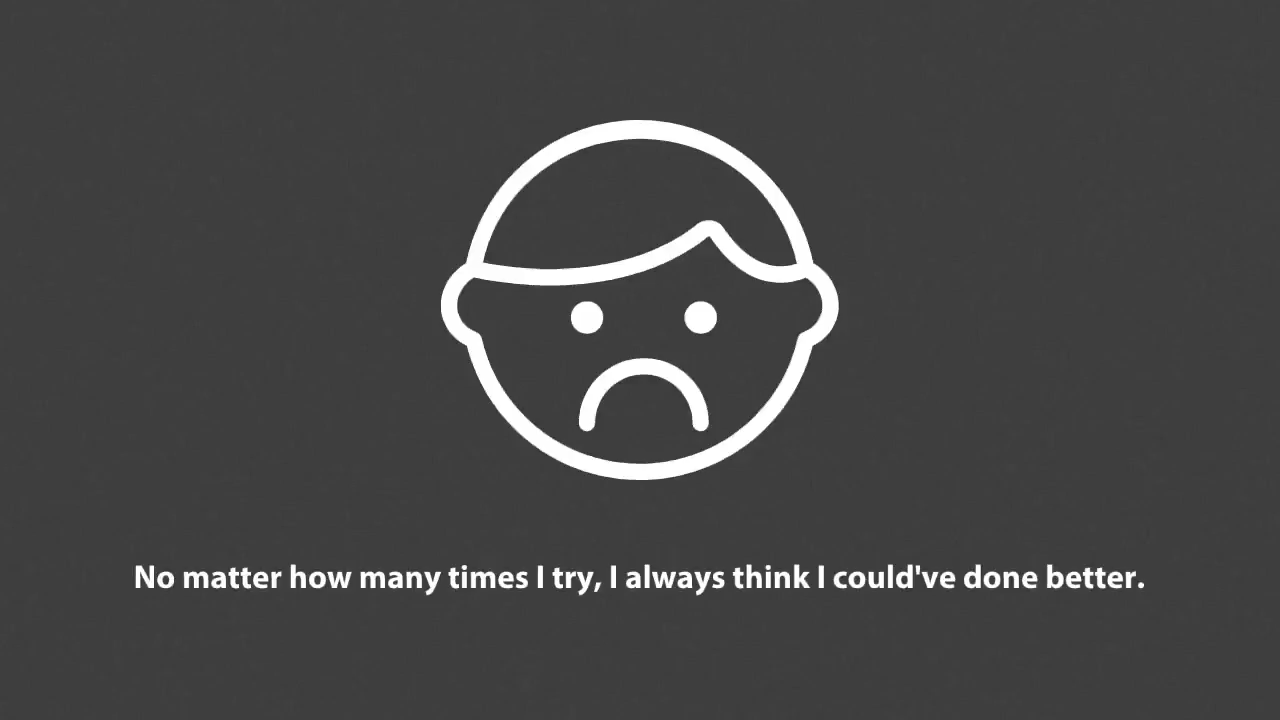 No matter how many times I try, I always think I could've done better.